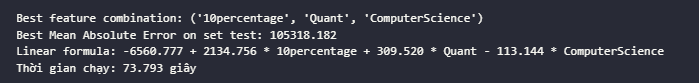 Best feature combination: ('10percentage', 'Quant', 'ComputerScience')
Best Mean Absolute Error on set test: 105318.182
Linear formula: -6560.777 + 2134.756 * 10percentage + 309.520 * Quant - 113.144 * ComputerScience
Thời gian chạy: 73.793 giây